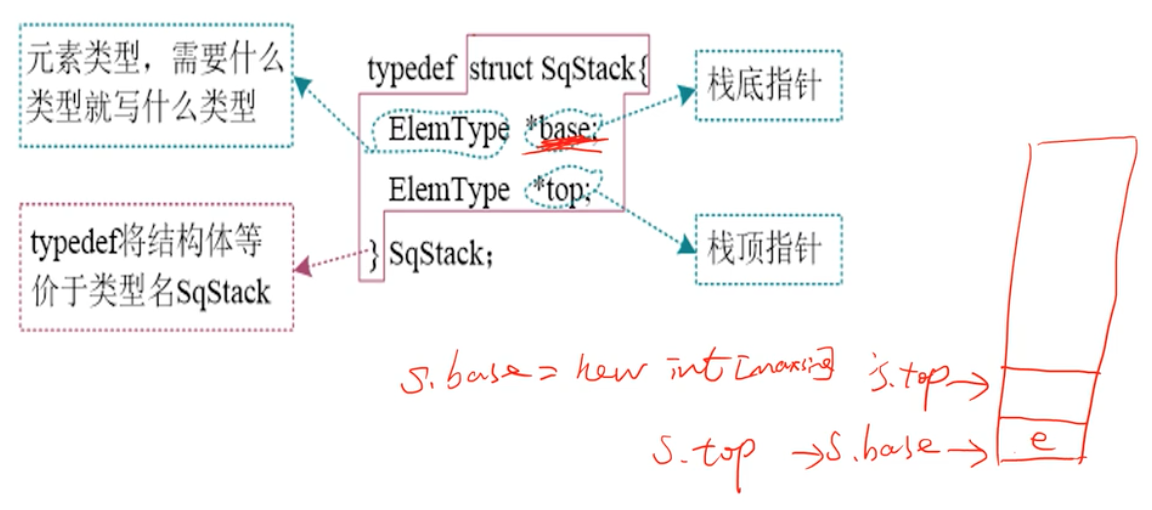 元素类型，需要什么
类型就写什么类型
typedef struct SqStack{
ElemType *base;
ElemType *top;
} SqStack;
栈底指针
栈顶指针
typedef将结构体等
价于类型名SqStack
s.base = new int [maxsize]
s.top →
s.top → s.base →
e